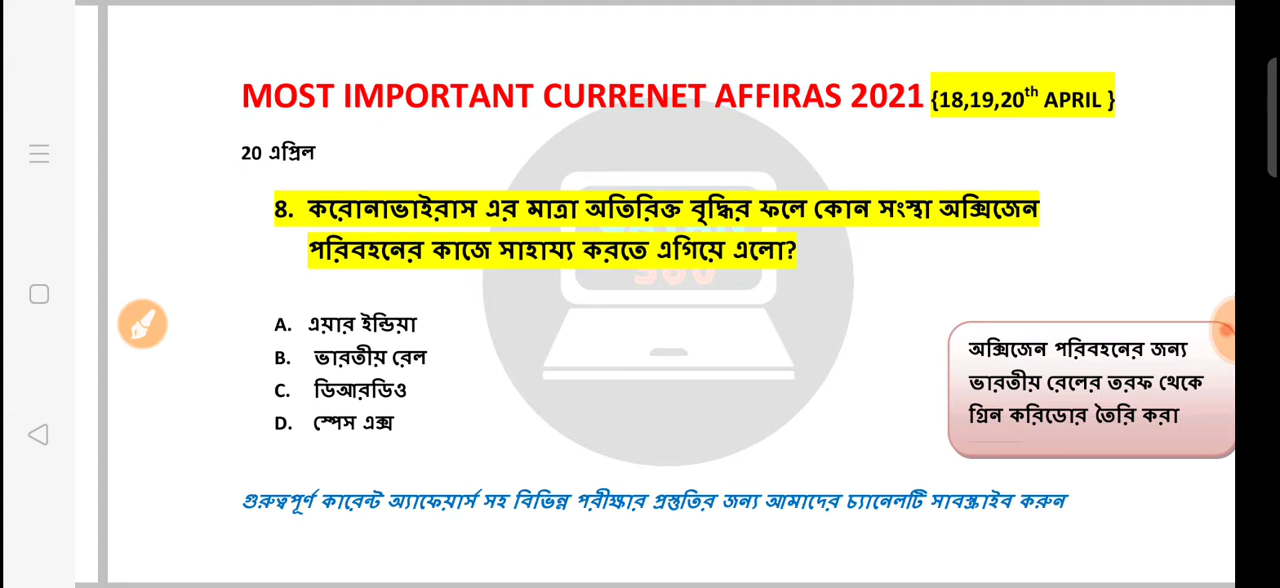 MOST IMPORTANT CURRENET AFFIRAS 2021 {18,19,20th APRIL }
20 এপ্রিল
8. করোনাভাইরাস এর মাত্রা অতিরিক্ত বৃদ্ধির ফলে কোন সংস্থা অক্সিজেন
পরিবহনের কাজে সাহায্য করতে এগিয়ে এলো?
360
A. এয়ার ইন্ডিয়া
B. ভারতীয় রেল
C. ডিআরডিও
D. স্পেস এক্স
অক্সিজেন পরিবহনের জন্য
ভারতীয় রেলের তরফ থেকে
গ্রিন করিডোর তৈরি করা
গুরুত্বপূর্ণ কারেন্ট অ্যাফেয়ার্স সহ বিভিন্ন পরীক্ষার প্রস্তুতির জন্য আমাদের চ্যানেলটি সাবস্ক্রাইব করুন